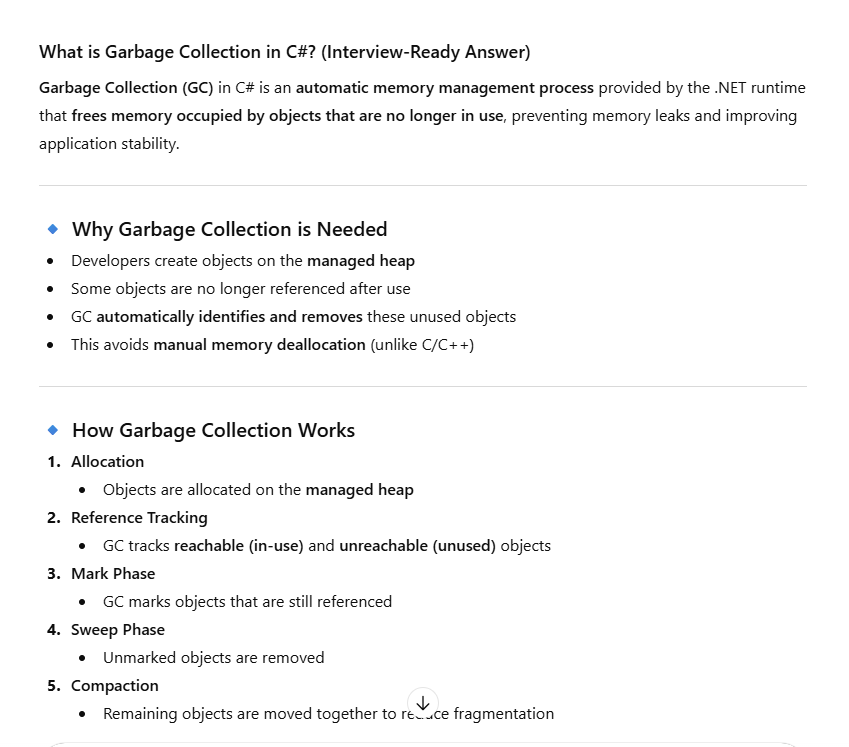 What is Garbage Collection in C#? (Interview-Ready Answer)
Garbage Collection (GC) in C# is an automatic memory management process provided by the .NET runtime
that frees memory occupied by objects that are no longer in use, preventing memory leaks and improving
application stability.
Why Garbage Collection is Needed
• Developers create objects on the managed heap
• Some objects are no longer referenced after use
• GC automatically identifies and removes these unused objects
• This avoids manual memory deallocation (unlike C/C++)
How Garbage Collection Works
1. Allocation
• Objects are allocated on the managed heap
2. Reference Tracking
• GC tracks reachable (in-use) and unreachable (unused) objects
3. Mark Phase
• GC marks objects that are still referenced
4. Sweep Phase
• Unmarked objects are removed
5. Compaction
• Remaining objects are moved together to reduce fragmentation